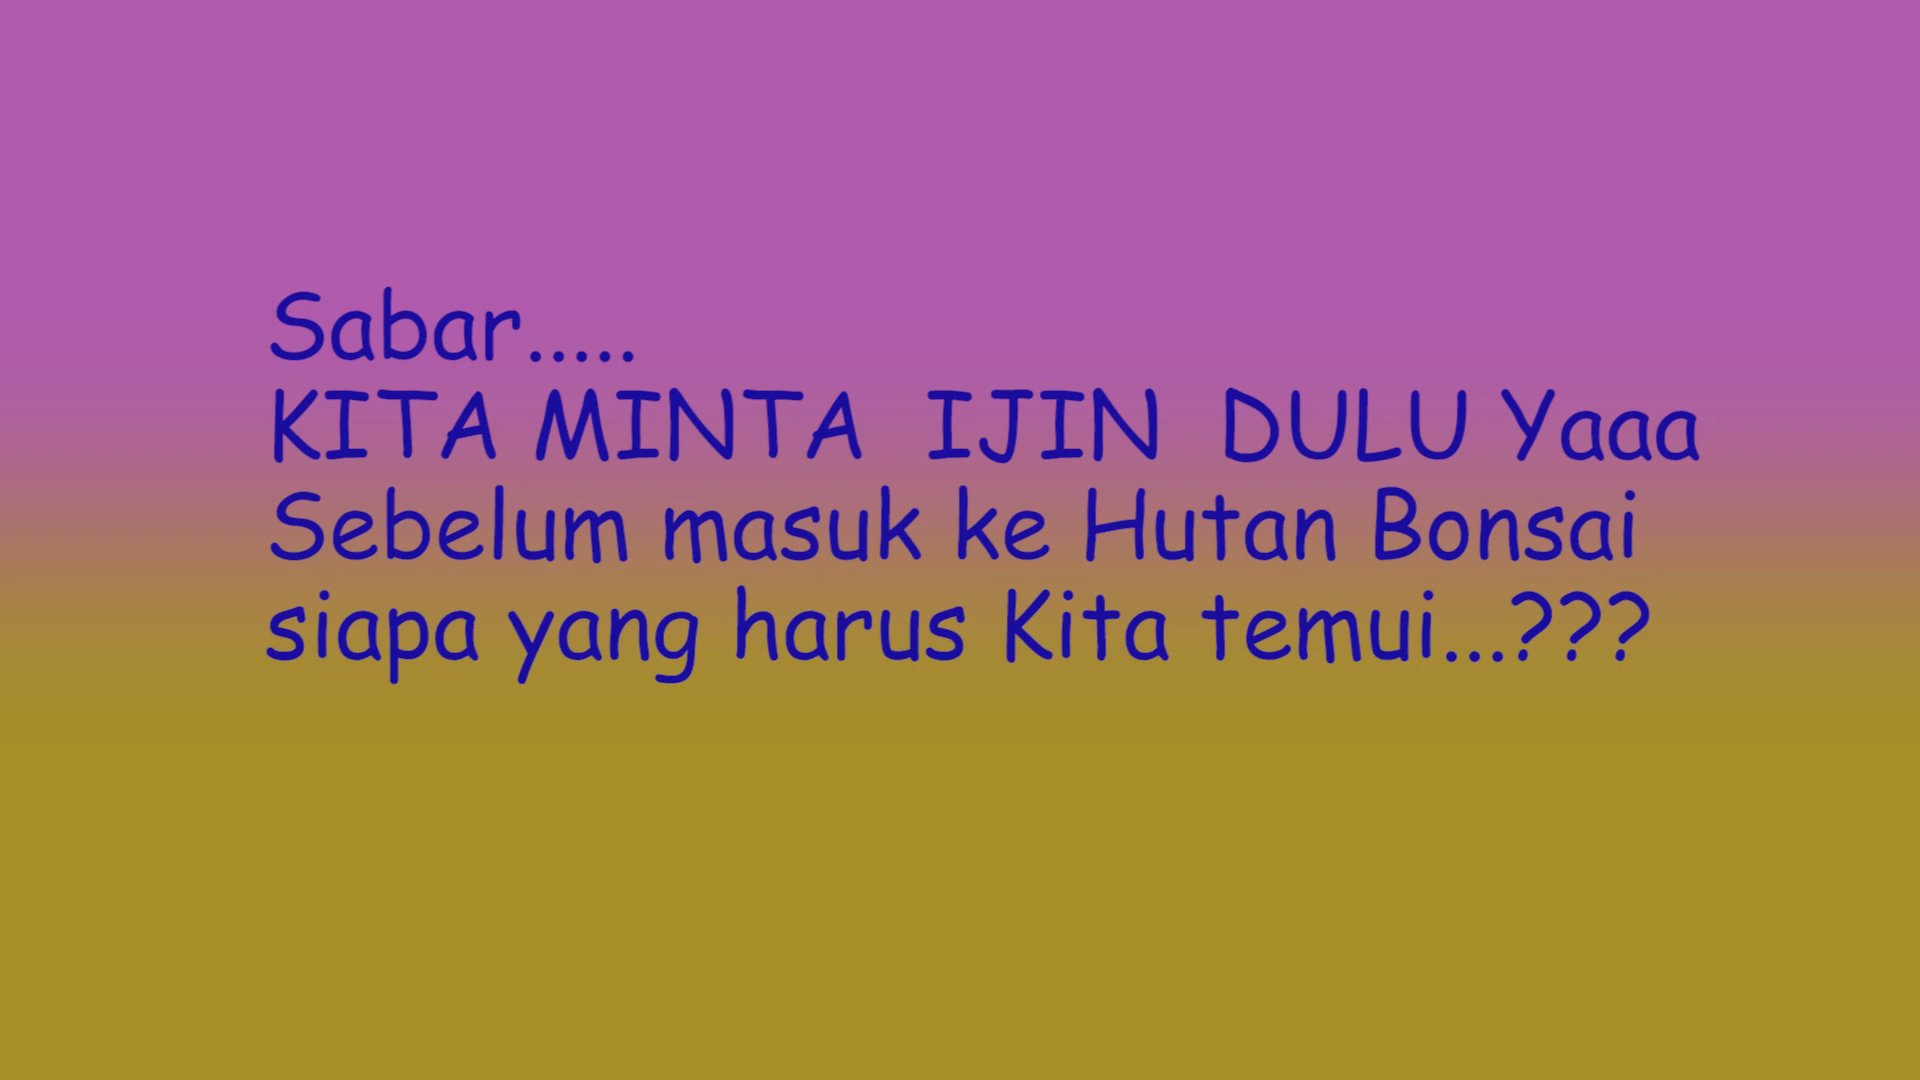 Sabar.....
KITA MINTA  IJIN  DULU Yaaa
Sebelum masuk ke Hutan Bonsai
siapa yang harus Kita temui...???